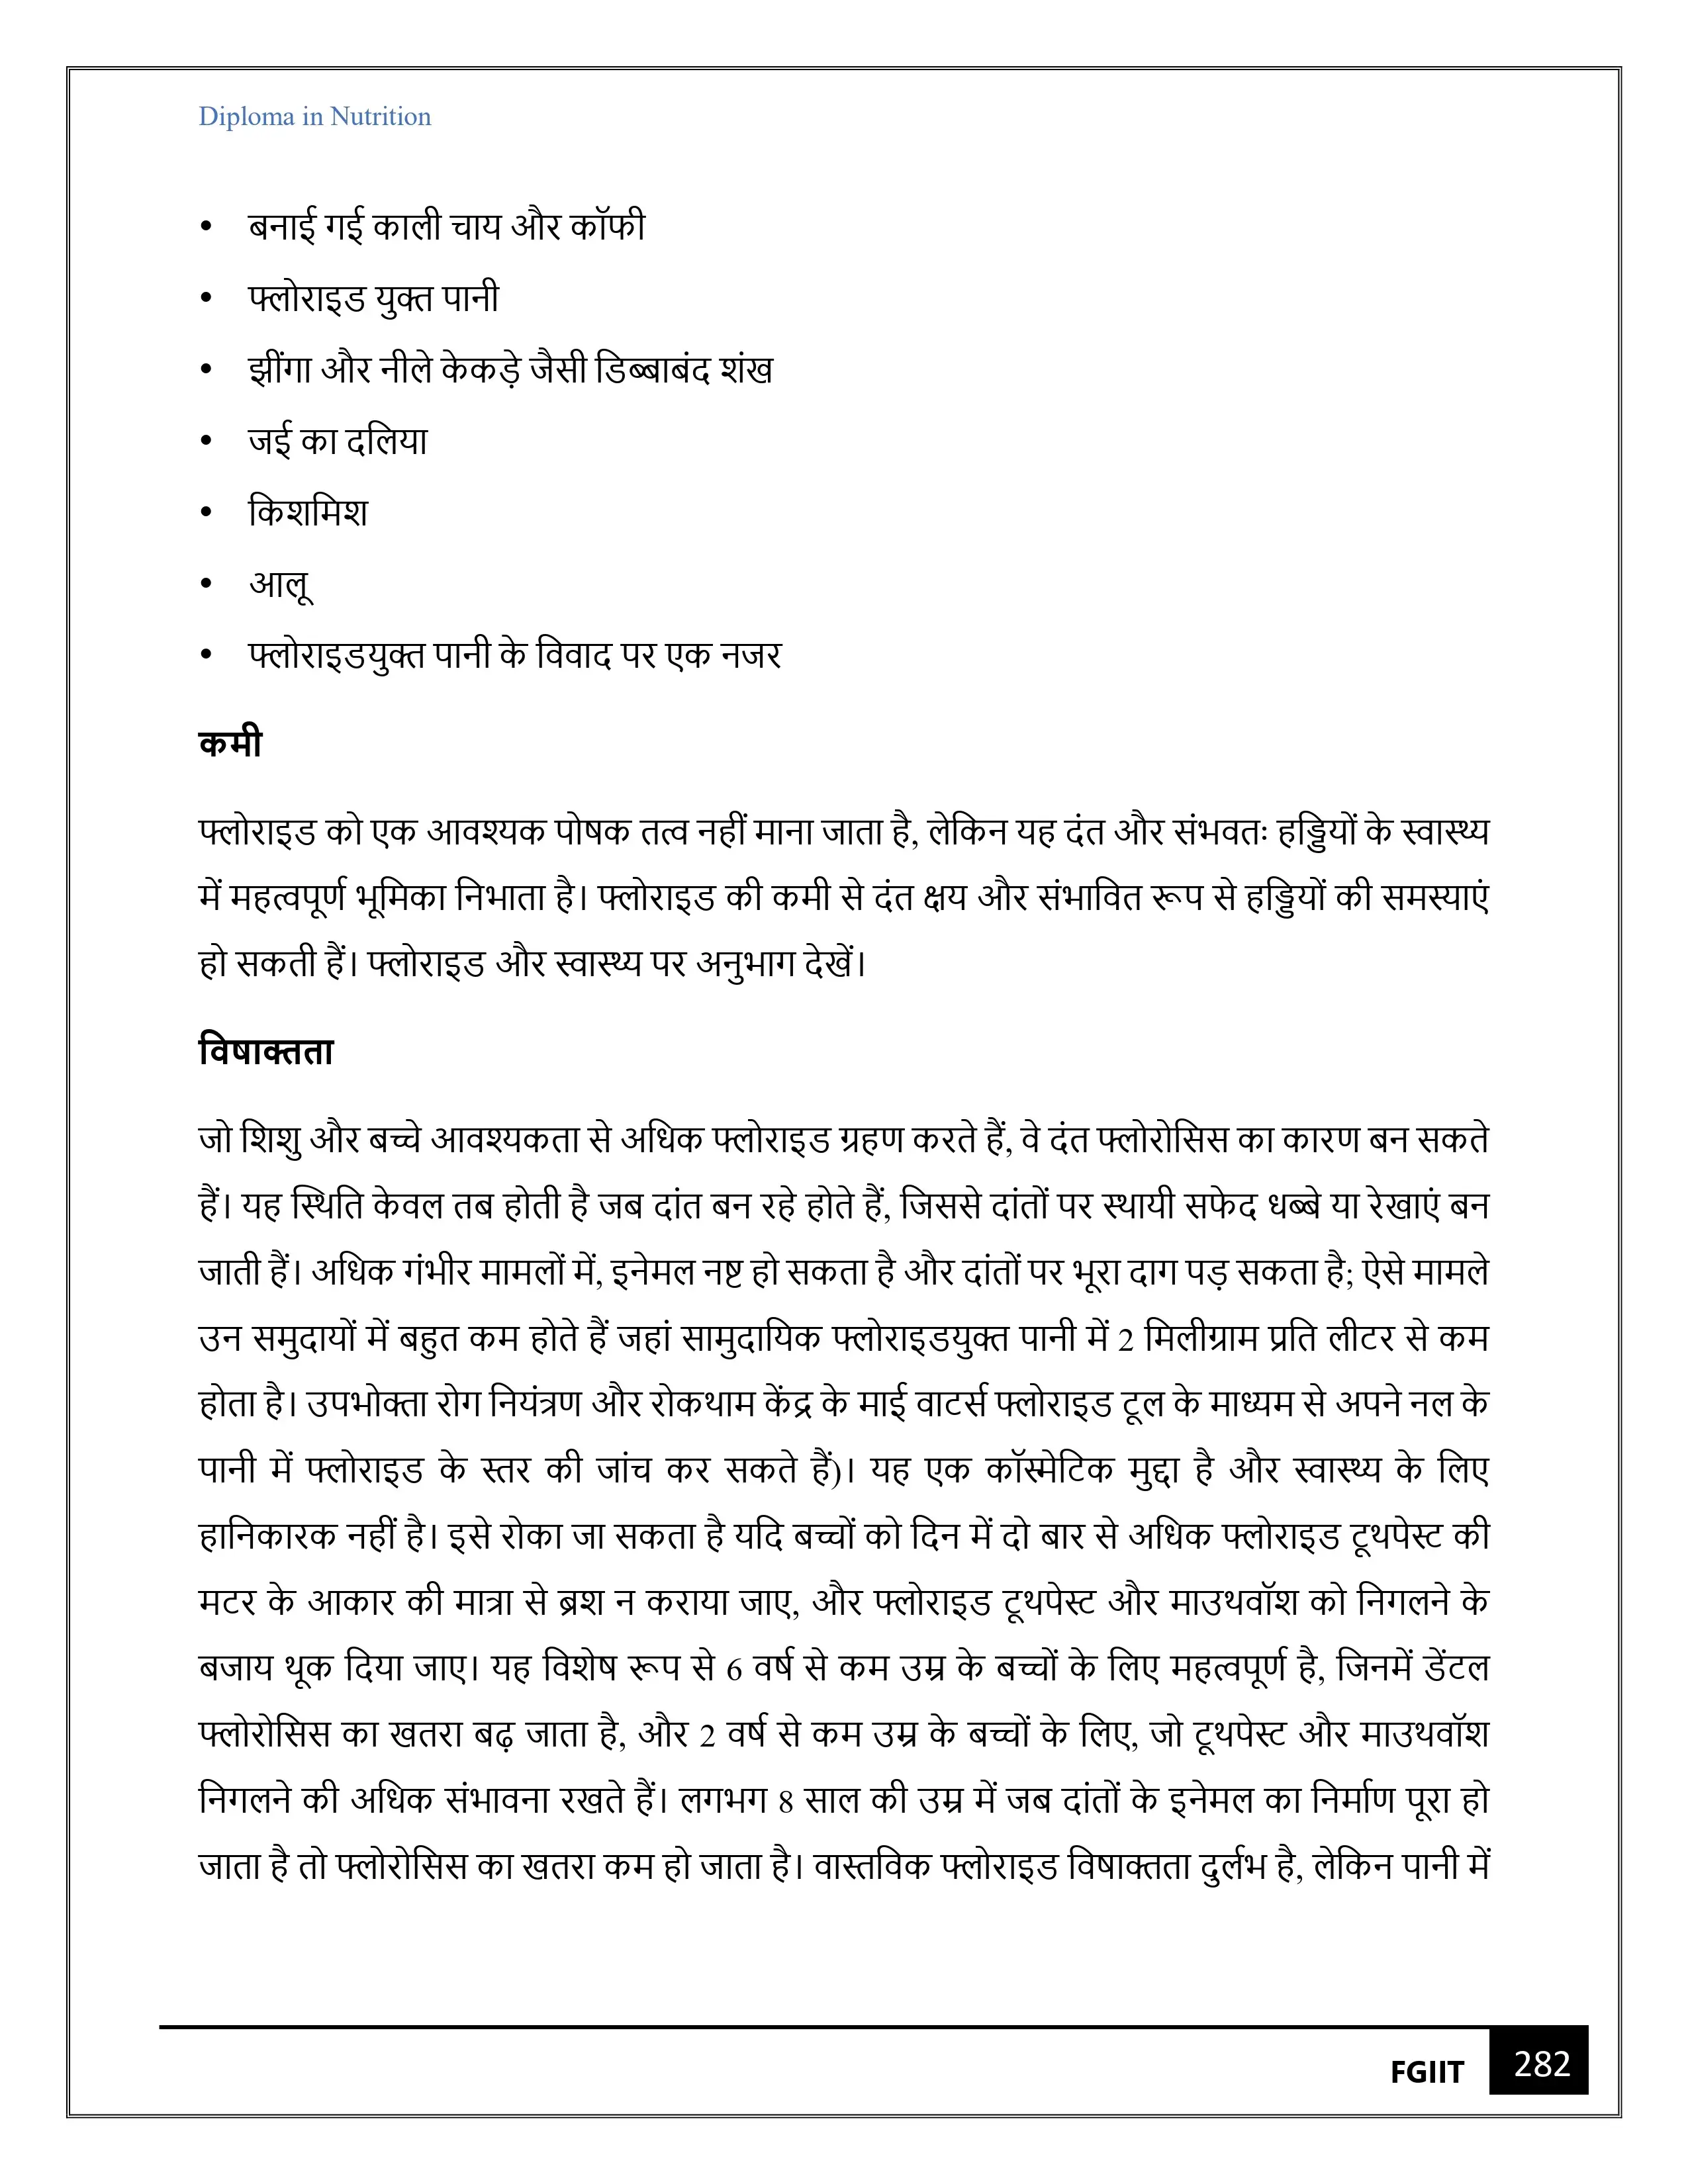 Diploma in Nutrition
• बनाई गई काली चाय और कॉफी
• फ्लोराइड युक्त पानी
• झींगा और नीले केकड़े जैसी डिब्बाबंद शंख
• जई का दलिया
• किशमिश
• आलू
• फ्लोराइडयुक्त पानी के विवाद पर एक नजर
कमी
फ्लोराइड को एक आवश्यक पोषक तत्व नहीं माना जाता है, लेकिन यह दंत और संभवतः हड्डियों के स्वास्थ्य
में महत्वपूर्ण भूमिका निभाता है। फ्लोराइड की कमी से दंत क्षय और संभावित रूप से हड्डियों की समस्याएं
हो सकती हैं। फ्लोराइड और स्वास्थ्य पर अनुभाग देखें।
विषाक्तता
जो शिशु और बच्चे आवश्यकता से अधिक फ्लोराइड ग्रहण करते हैं, वे दंत फ्लोरोसिस का कारण बन सकते
हैं। यह स्थिति केवल तब होती है जब दांत बन रहे होते हैं, जिससे दांतों पर स्थायी सफेद धब्बे या रेखाएं बन
जाती हैं। अधिक गंभीर मामलों में, इनेमल नष्ट हो सकता है और दांतों पर भूरा दाग पड़ सकता है; ऐसे मामले
उन समुदायों में बहुत कम होते हैं जहां सामुदायिक फ्लोराइडयुक्त पानी में 2 मिलीग्राम प्रति लीटर से कम
होता है। उपभोक्ता रोग नियंत्रण और रोकथाम केंद्र के माई वाटर्स फ्लोराइड टूल के माध्यम से अपने नल के
पानी में फ्लोराइड के स्तर की जांच कर सकते हैं)। यह एक कॉस्मेटिक मुद्दा है और स्वास्थ्य के लिए
हानिकारक नहीं है। इसे रोका जा सकता है यदि बच्चों को दिन में दो बार से अधिक फ्लोराइड टूथपेस्ट की
मटर के आकार की मात्रा से ब्रश न कराया जाए, और फ्लोराइड टूथपेस्ट और माउथवॉश को निगलने के
बजाय थूक दिया जाए। यह विशेष रूप से 6 वर्ष से कम उम्र के बच्चों के लिए महत्वपूर्ण है, जिनमें डेंटल
फ्लोरोसिस का खतरा बढ़ जाता है, और 2 वर्ष से कम उम्र के बच्चों के लिए, जो टूथपेस्ट और माउथवॉश
निगलने की अधिक संभावना रखते हैं। लगभग 8 साल की उम्र में जब दांतों के इनेमल का निर्माण पूरा हो
जाता है तो फ्लोरोसिस का खतरा कम हो जाता है। वास्तविक फ्लोराइड विषाक्तता दुर्लभ है, लेकिन पानी में
FGIIT 282